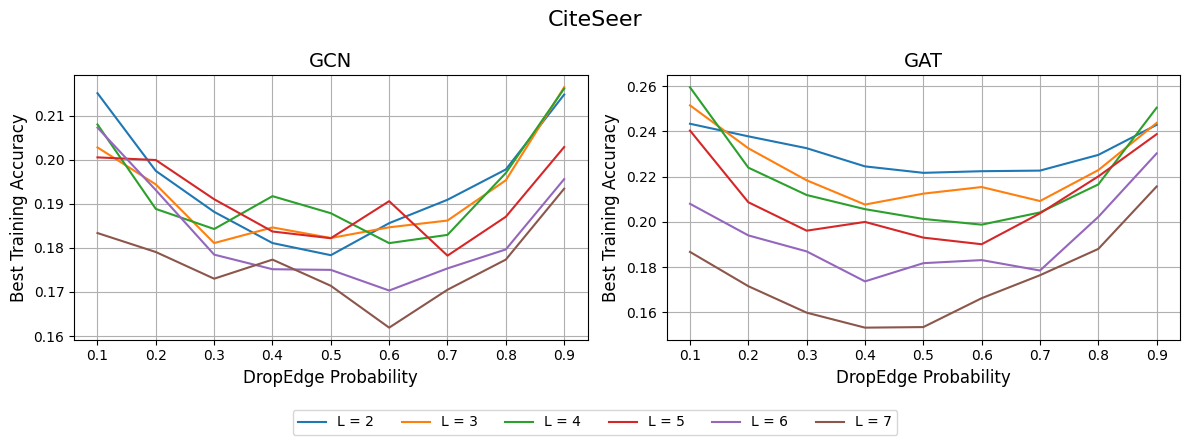 CiteSeer
GCN
Best Training Accuracy
0.21
0.20
0.19
0.18
0.17
0.16
0.1 0.2 0.3 0.4 0.5 0.6 0.7 0.8 0.9
DropEdge Probability
GAT
Best Training Accuracy
0.26
0.24
0.22
0.20
0.18
0.16
0.1 0.2 0.3 0.4 0.5 0.6 0.7 0.8 0.9
DropEdge Probability
L = 2 L = 3 L = 4 L = 5 L = 6 L = 7